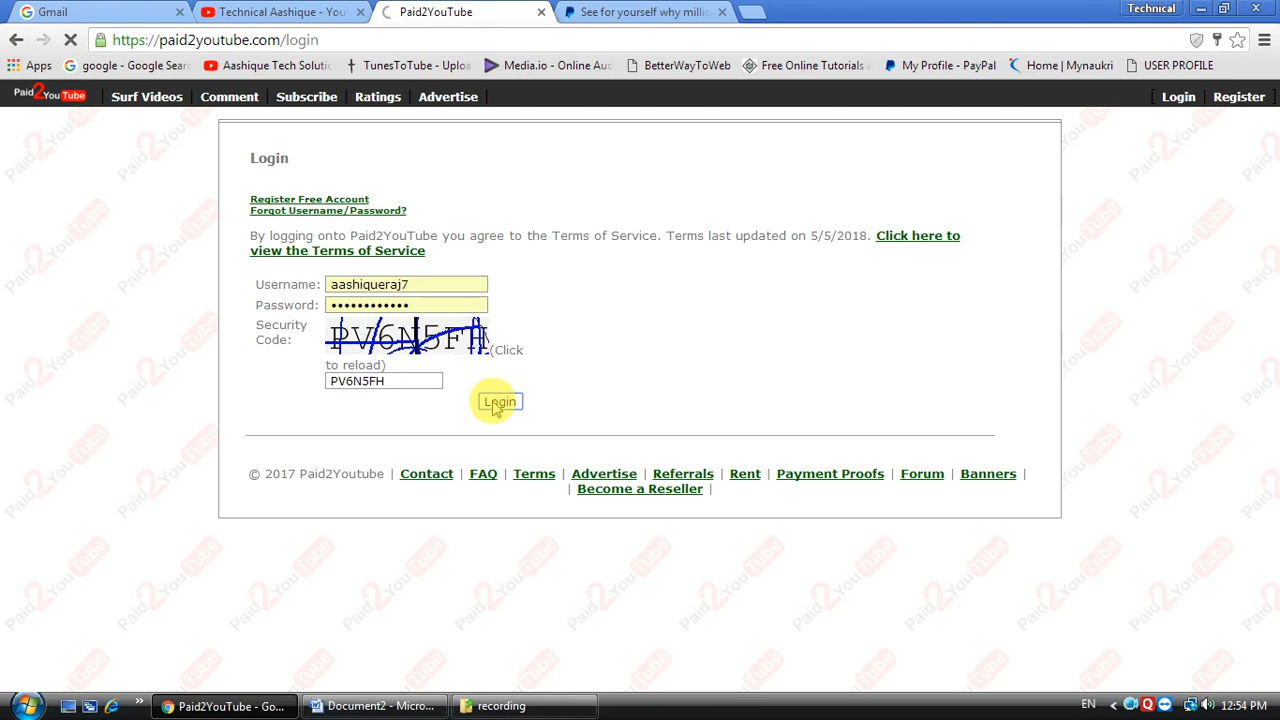 Gmail
Technical Aashique - You
Paid2YouTube
See for yourself why millio
Technical
https://paid2youtube.com/login
Apps
google - Google Sear
Aashique Tech Solutio
TunesToTube - Uploa
Media.io - Online Aud
BetterWayToWeb
Free Online Tutorials a
My Profile - PayPal
Home | Mynaukri
USER PROFILE
Paid2YouTube
Surf Videos | Comment | Subscribe | Ratings | Advertise |
[ Login | Register ]
Login
Register Free Account
Forgot Username/Password?
By logging onto Paid2YouTube you agree to the Terms of Service. Terms last updated on 5/5/2018. Click here to
view the Terms of Service
Username: aashiqueraj7
Password: ••••••••••••
Security
Code:
PV6N5FH
(Click
to reload)
PV6N5FH
Login
© 2017 Paid2Youtube | Contact | FAQ | Terms | Advertise | Referrals | Rent | Payment Proofs | Forum | Banners |
| Become a Reseller |
Paid2YouTube - Go...
Document2 - Micro...
recording
EN
12:54 PM